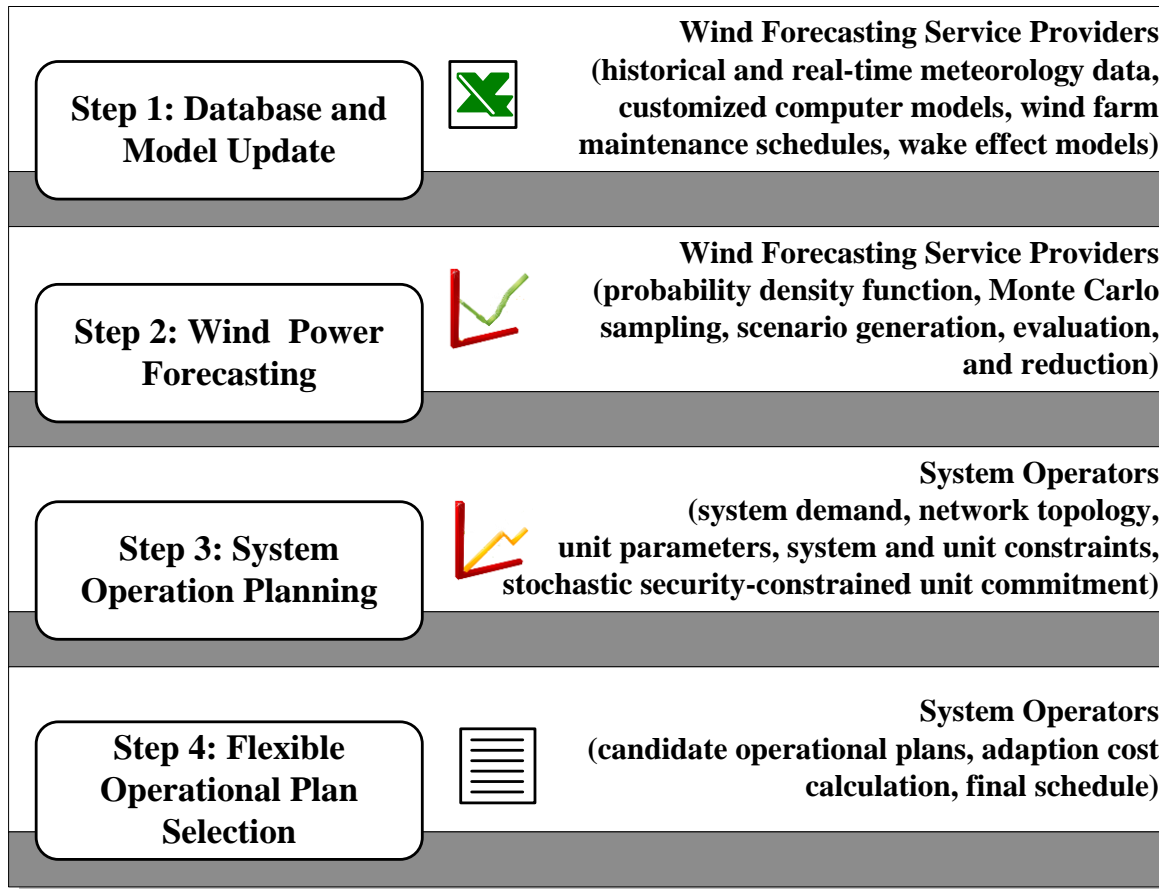 Wind Forecasting Service Providers
(historical and real-time meteorology data,
customized computer models, wind farm
maintenance schedules, wake effect models)
Step 1: Database and
Model Update
Wind Forecasting Service Providers
(probability density function, Monte Carlo
sampling, scenario generation, evaluation,
and reduction)
Step 2: Wind Power
Forecasting
System Operators
(system demand, network topology,
unit parameters, system and unit constraints,
stochastic security-constrained unit commitment)
Step 3: System
Operation Planning
System Operators
(candidate operational plans, adaption cost
calculation, final schedule)
Step 4: Flexible
Operational Plan
Selection